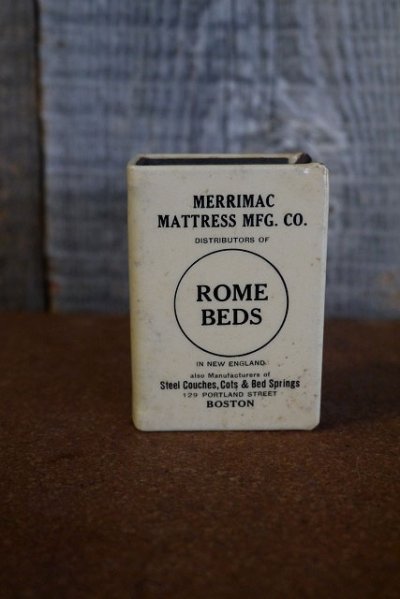 MERRIMAC
MATTRESS MFG. CO.
DISTRIBUTORS OF
ROME
BEDS
IN NEW ENGLAND.
also Manufacturers of
Steel Couches, Cots & Bed Springs
129 PORTLAND STREET
BOSTON